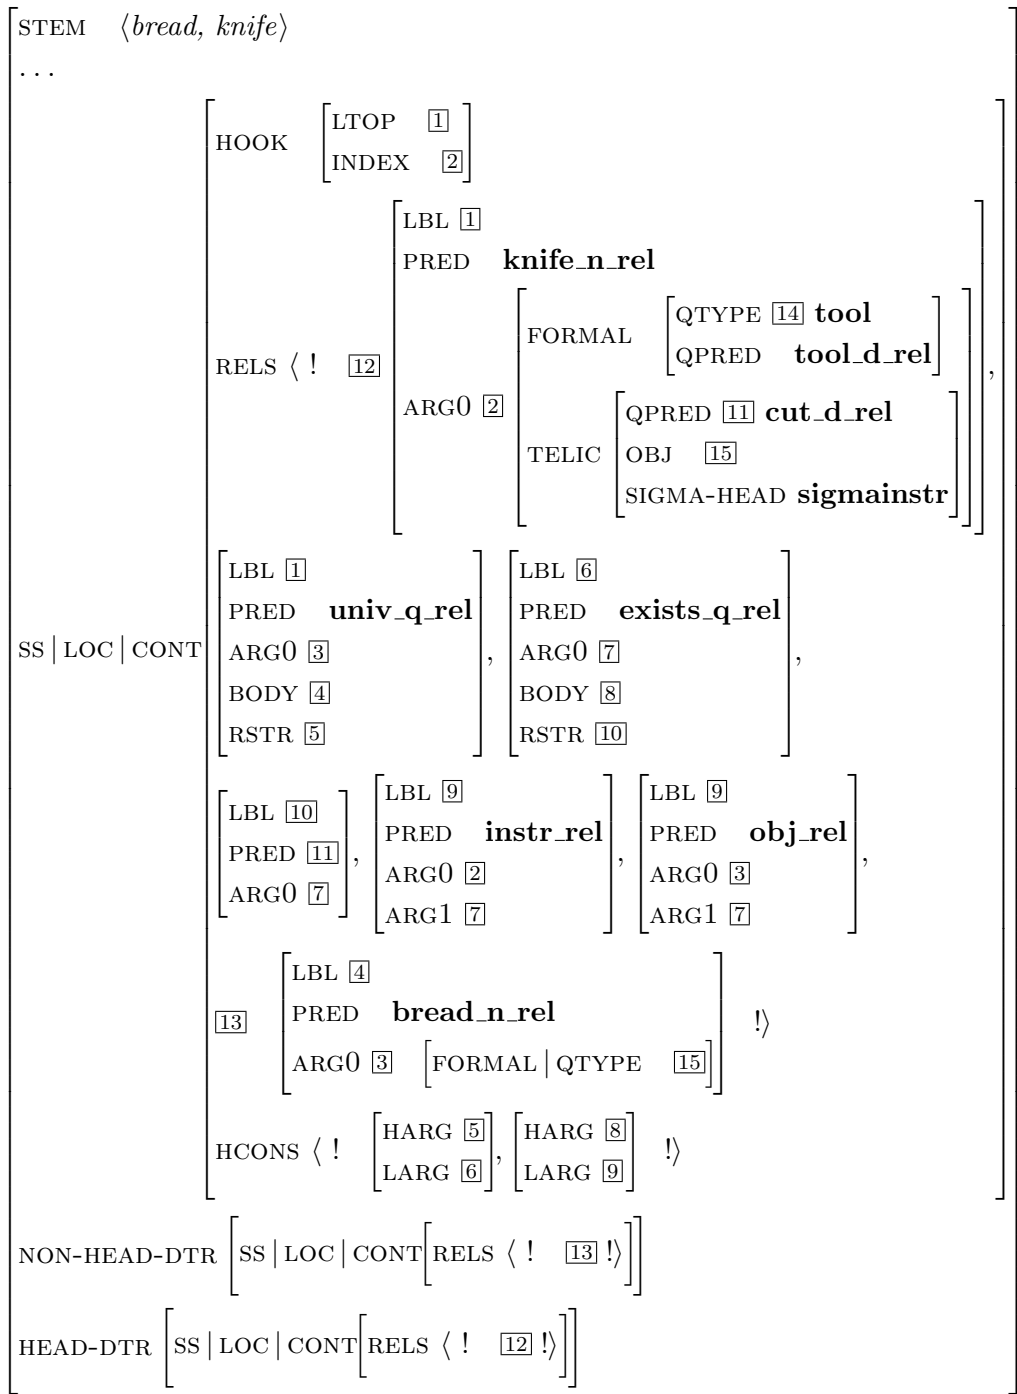 STEM ⟨bread, knife⟩
...
SS | LOC | CONT
HOOK [LTOP 1
INDEX 2]
RELS ⟨ ! 12 [LBL 1
PRED knife_n_rel
ARG0 2
FORMAL [QTYPE 14 tool
QPRED tool_d_rel]
TELIC [QPRED 11 cut_d_rel
OBJ 15
SIGMA-HEAD sigmainstr]],
[LBL 1
PRED univ_q_rel
ARG0 3
BODY 4
RSTR 5],
[LBL 6
PRED exists_q_rel
ARG0 7
BODY 8
RSTR 10],
[LBL 10
PRED 11
ARG0 7],
[LBL 9
PRED instr_rel
ARG0 2
ARG1 7],
[LBL 9
PRED obj_rel
ARG0 3
ARG1 7],
13 [LBL 4
PRED bread_n_rel
ARG0 3 [FORMAL | QTYPE 15]] !⟩
HCONS ⟨ ! [HARG 5
LARG 6],
[HARG 8
LARG 9] !⟩
NON-HEAD-DTR [SS | LOC | CONT[RELS ⟨ ! 13 !⟩]]
HEAD-DTR [SS | LOC | CONT[RELS ⟨ ! 12 !⟩]]